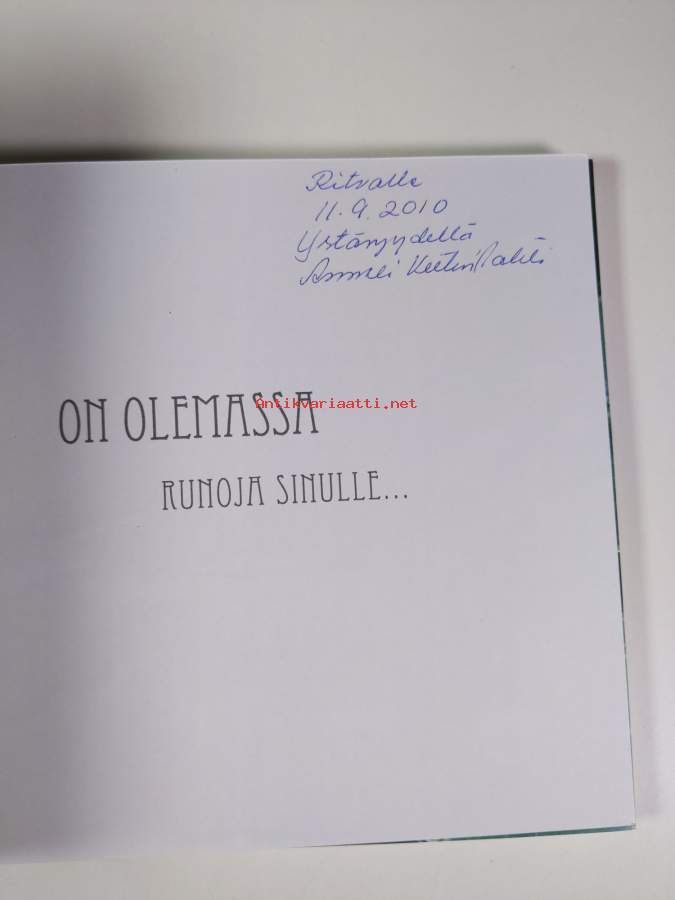 Ritvalle
11.9.2010
Ystävyydellä
Anneli
ON OLEMASSA
Antikvariaatti.net
RUNOJA SINULLE...